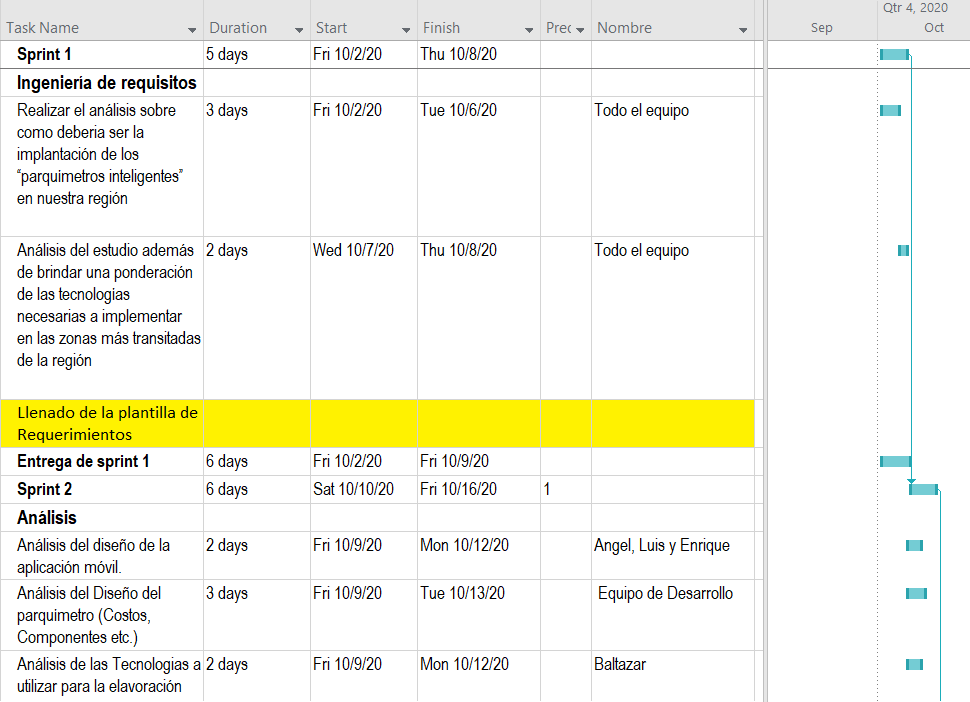 Qtr 4, 2020
Task Name Duration Start Finish Prec Nombre Sep Oct
Sprint 1 5 days Fri 10/2/20 Thu 10/8/20
Ingeniería de requisitos
Realizar el análisis sobre 3 days Fri 10/2/20 Tue 10/6/20 Todo el equipo
como deberia ser la
implantación de los
“parquimetros inteligentes”
en nuestra región
Análisis del estudio además 2 days Wed 10/7/20 Thu 10/8/20 Todo el equipo
de brindar una ponderación
de las tecnologías
necesarias a implementar
en las zonas más transitadas
de la región
Llenado de la plantilla de
Requerimientos
Entrega de sprint 1 6 days Fri 10/2/20 Fri 10/9/20
Sprint 2 6 days Sat 10/10/20 Fri 10/16/20 1
Análisis
Análisis del diseño de la 2 days Fri 10/9/20 Mon 10/12/20 Angel, Luis y Enrique
aplicación móvil.
Análisis del Diseño del 3 days Fri 10/9/20 Tue 10/13/20 Equipo de Desarrollo
parquimetro (Costos,
Componentes etc.)
Análisis de las Tecnologias a 2 days Fri 10/9/20 Mon 10/12/20 Baltazar
utilizar para la elavoración